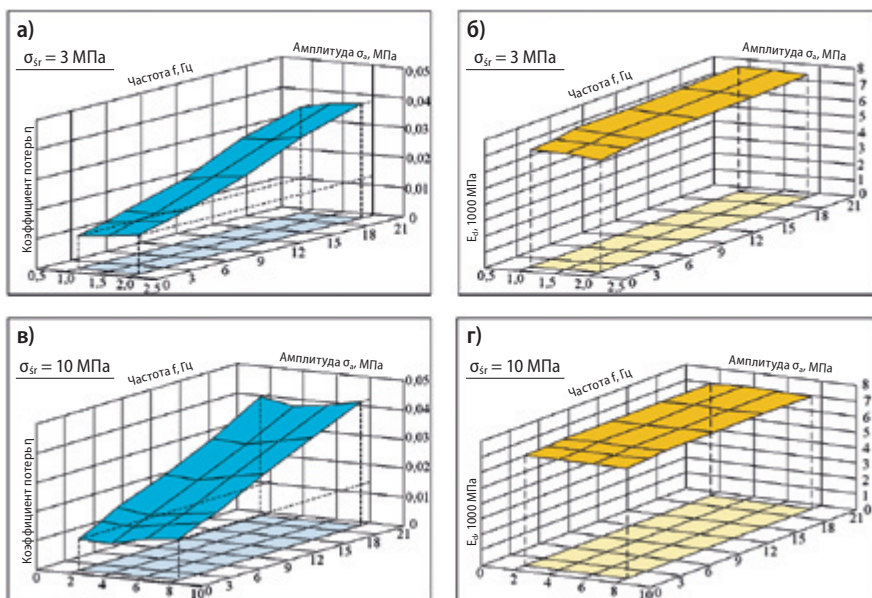 а)
σśr = 3 МПа
Частота f, Гц
Амплитуда σa, МПа
Коэффициент потерь η
0,05
0,04
0,03
0,02
0,01
0
0,5 1,0 1,5 2,0 2,5
0 3 6 9 12 15 18 21
б)
σśr = 3 МПа
Частота f, Гц
Амплитуда σa, МПа
Ed, 1000 МПа
8
7
6
5
4
3
2
1
0
0,5 1,0 1,5 2,0 2,5
0 3 6 9 12 15 18 21
в)
σśr = 10 МПа
Частота f, Гц
Амплитуда σa, МПа
Коэффициент потерь η
0,05
0,04
0,03
0,02
0,01
0
0 2 4 6 8 10
0 3 6 9 12 15 18 21
г)
σśr = 10 МПа
Частота f, Гц
Амплитуда σa, МПа
Ed, 1000 МПа
8
7
6
5
4
3
2
1
0
0 2 4 6 8 10
0 3 6 9 12 15 18 21